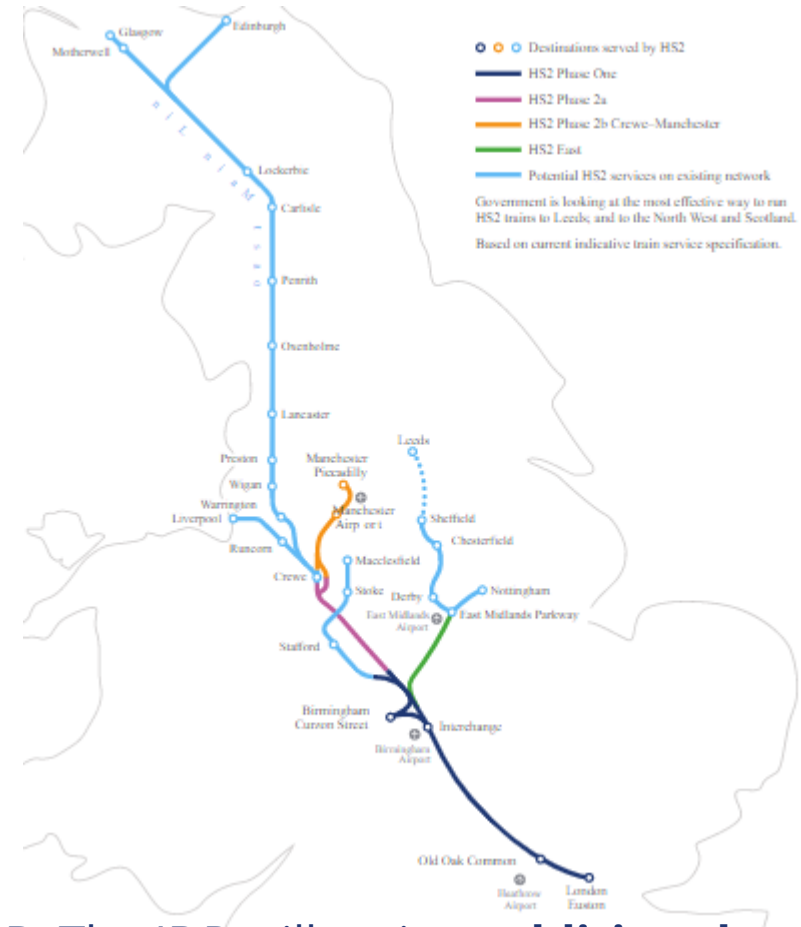 Glasgow
Edinburgh
Motherwell
Destinations served by HS2
HS2 Phase One
HS2 Phase 2a
HS2 Phase 2b Crewe–Manchester
HS2 East
Potential HS2 services on existing network
Government is looking at the most effective way to run
HS2 trains to Leeds; and to the North West and Scotland.
Based on current indicative train service specification.
Lockerbie
Carlisle
Penrith
Oxenholme
Lancaster
Preston
Wigan
Warrington
Liverpool
Runcorn
Crewe
Manchester
Piccadilly
Manchester
Airp ort
Leeds
Sheffield
Chesterfield
Macclesfield
Stoke
Derby
Nottingham
East Midlands
Airport
East Midlands Parkway
Stafford
Birmingham
Curzon Street
Interchange
Birmingham
Airport
Old Oak Common
Heathrow
Airport
London
Euston